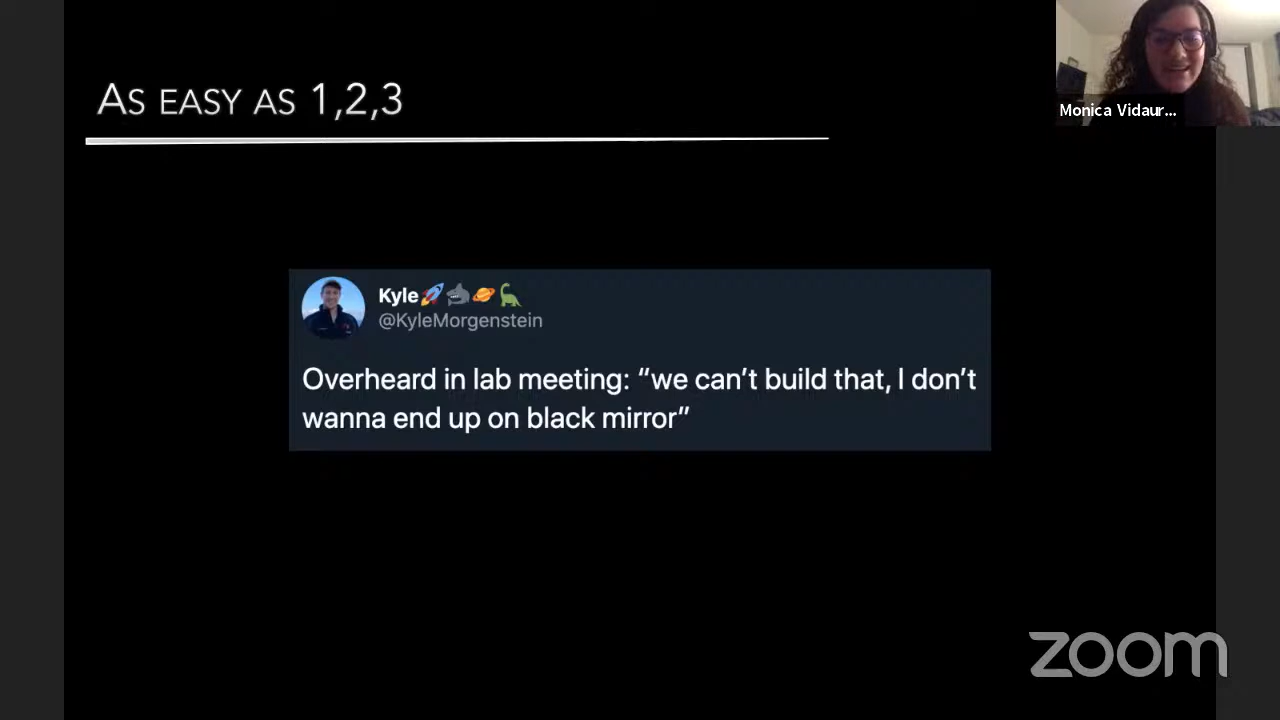 As easy as 1,2,3
Monica Vidaur...
Kyle🚀🦈🪐🦕
@KyleMorgenstein
Overheard in lab meeting: “we can’t build that, I don’t
wanna end up on black mirror”
zoom